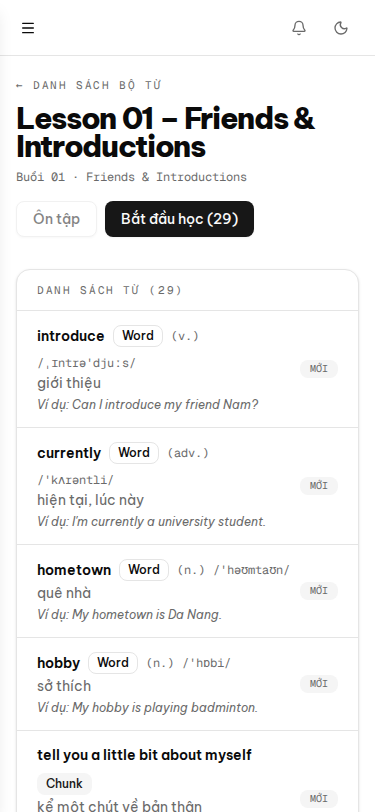 ← DANH SÁCH BỘ TỪ
Lesson 01 – Friends &
Introductions
Buổi 01 · Friends & Introductions
Ôn tập
Bắt đầu học (29)
DANH SÁCH TỪ (29)
introduce Word (v.)
/ˌɪntrəˈdjuːs/
giới thiệu
Ví dụ: Can I introduce my friend Nam?
MỚI
currently Word (adv.)
/ˈkʌrəntli/
hiện tại, lúc này
Ví dụ: I'm currently a university student.
MỚI
hometown Word (n.) /ˈhəʊmtaʊn/
quê nhà
Ví dụ: My hometown is Da Nang.
MỚI
hobby Word (n.) /ˈhɒbi/
sở thích
Ví dụ: My hobby is playing badminton.
MỚI
tell you a little bit about myself
Chunk
kể một chút về bản thân
MỚI